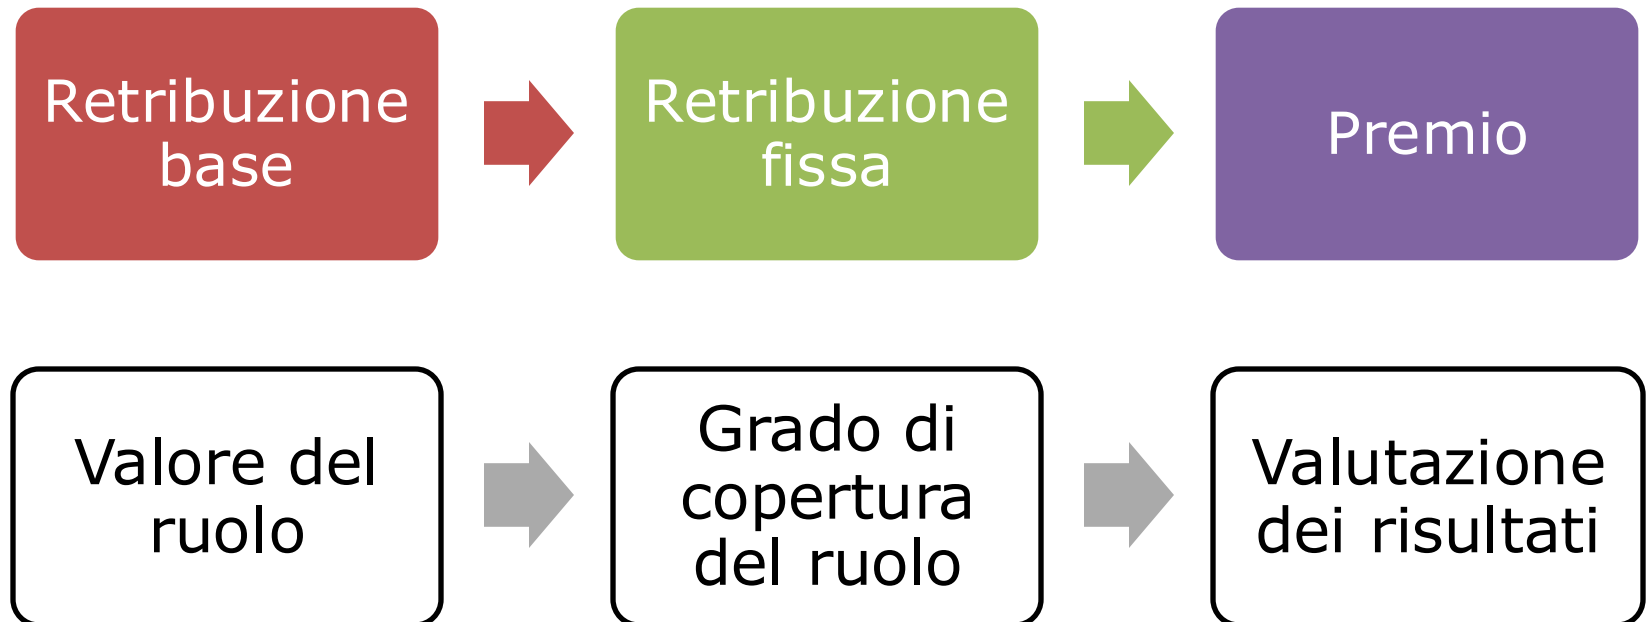 Retribuzione
base
Retribuzione
fissa
Premio
Valore del
ruolo
Grado di
copertura
del ruolo
Valutazione
dei risultati